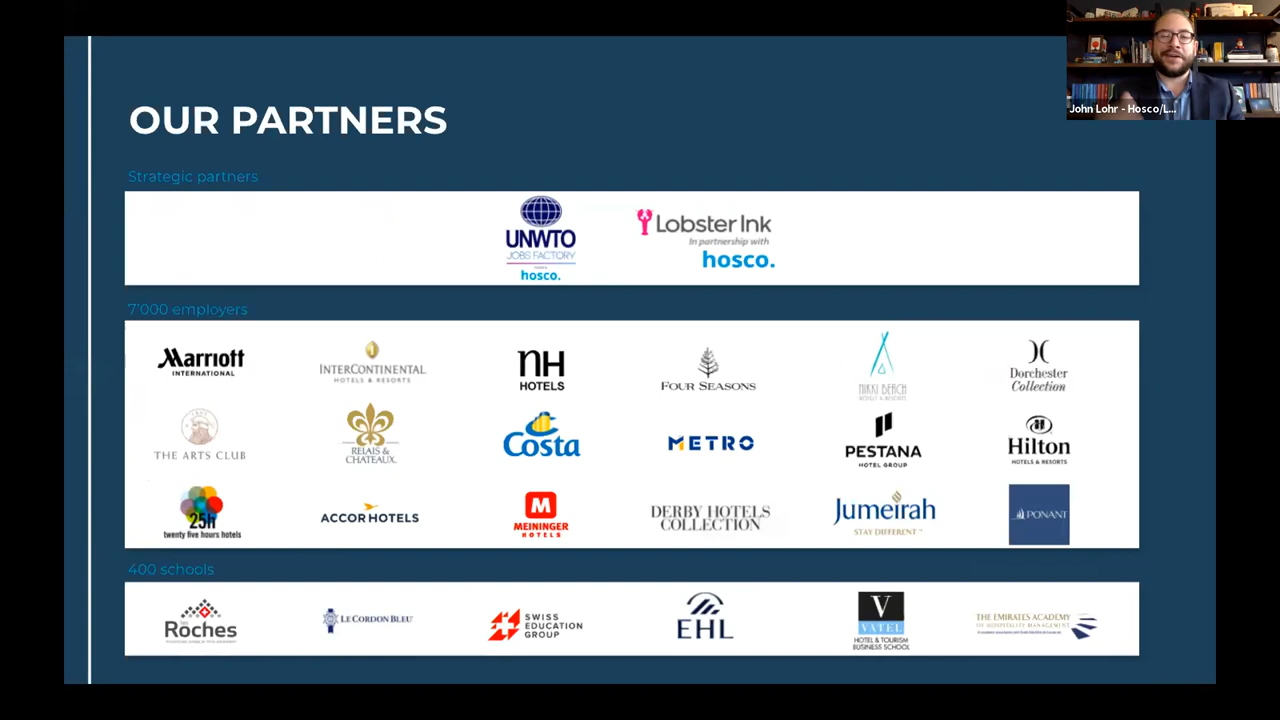 OUR PARTNERS
John Lohr - Hosco/L...
Strategic partners
UNWTO
JOBS FACTORY
hosco.
Lobster Ink
In partnership with
hosco.
7'000 employers
Marriott
INTERNATIONAL
INTERCONTINENTAL
HOTELS & RESORTS
nH
HOTELS
FOUR SEASONS
NIKKI BEACH
HOTELS & RESORTS
Dorchester
Collection
THE ARTS CLUB
RELAIS &
CHATEAUX
Costa
METRO
PESTANA
HOTEL GROUP
Hilton
HOTELS & RESORTS
25h
twenty five hours hotels
ACCORHOTELS
M
MEININGER
HOTELS
DERBY HOTELS
COLLECTION
Jumeirah
STAY DIFFERENT™
PONANT
400 schools
Roches
LE CORDON BLEU
SWISS
EDUCATION
GROUP
EHL
V
VATEL
HOTEL & TOURISM
BUSINESS SCHOOL
THE EMIRATES ACADEMY
OF HOSPITALITY MANAGEMENT